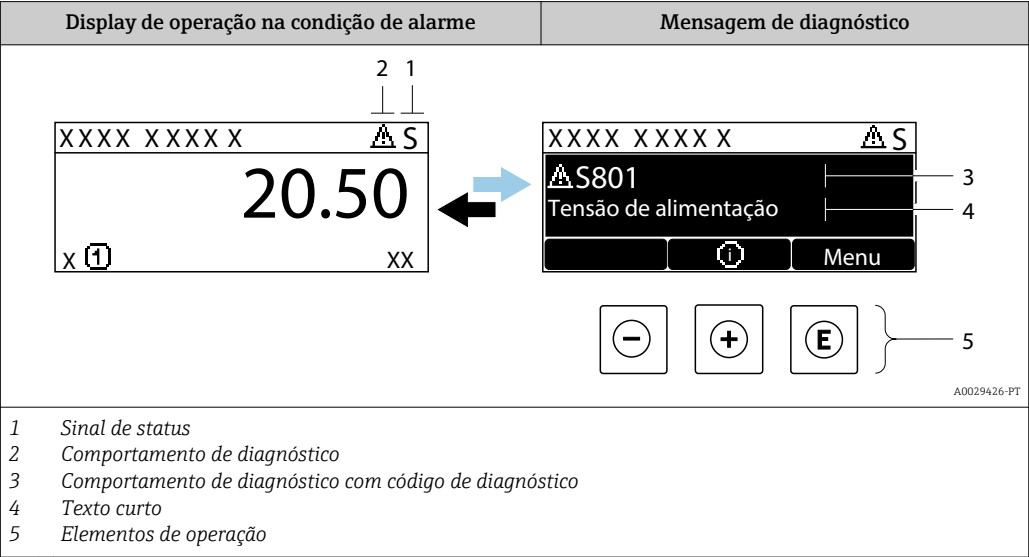 Display de operação na condição de alarme
Mensagem de diagnóstico
2 1
XXXX XXXXX X
S
20.50
x 1
XX
XXXX XXXXX X
S
S801
3
Tensão de alimentação
4
i
Menu
− + E
5
A0029426-PT
1 Sinal de status
2 Comportamento de diagnóstico
3 Comportamento de diagnóstico com código de diagnóstico
4 Texto curto
5 Elementos de operação